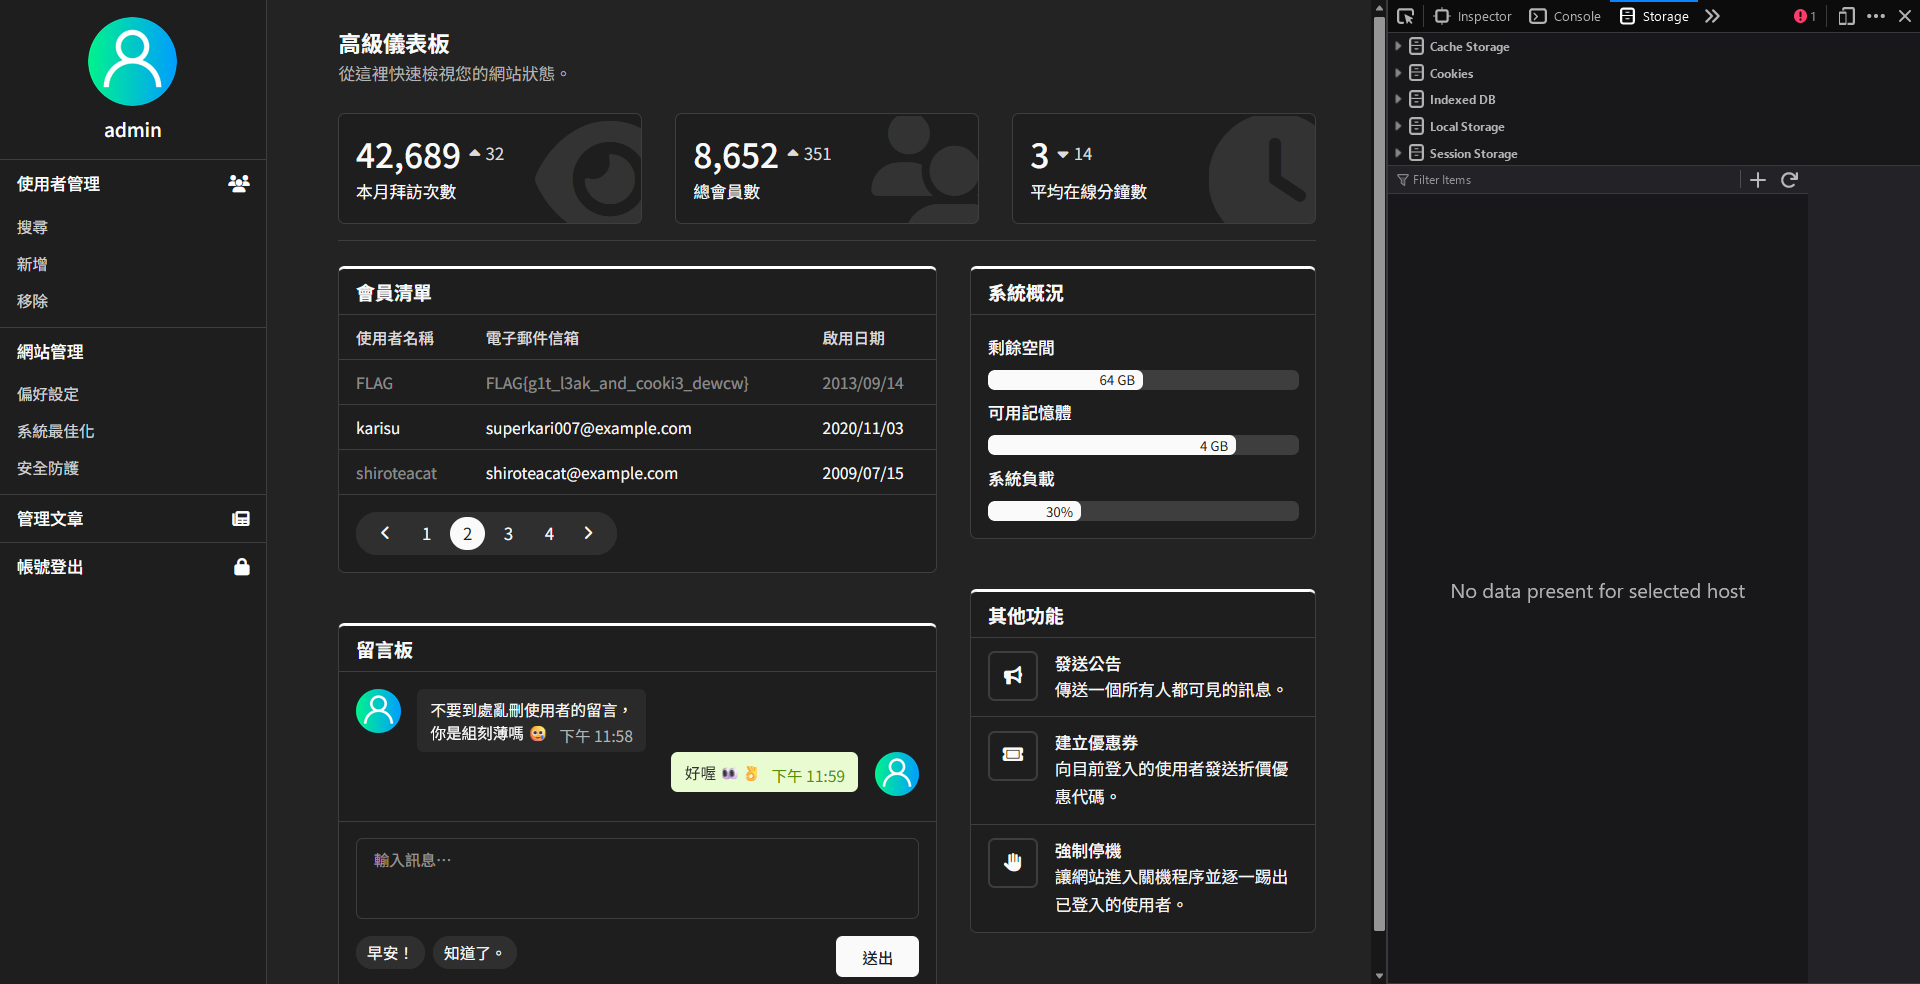 admin
使用者管理
搜尋
新增
移除
網站管理
偏好設定
系統最佳化
安全防護
管理文章
帳號登出
高級儀表板
從這裡快速檢視您的網站狀態。
42,689 32
本月拜訪次數
8,652 351
總會員數
3 14
平均在線分鐘數
會員清單
使用者名稱 電子郵件信箱 啟用日期
FLAG FLAG{g1t_l3ak_and_cooki3_dewcw} 2013/09/14
karisu superkari007@example.com 2020/11/03
shiroteacat shiroteacat@example.com 2009/07/15
1 2 3 4
留言板
不要到處亂刪使用者的留言，
你是組刻薄嗎 🤪 下午 11:58
好喔 👀 👌 下午 11:59
輸入訊息…
早安！ 知道了。
送出
系統概況
剩餘空間
64 GB
可用記憶體
4 GB
系統負載
30%
其他功能
發送公告
傳送一個所有人都可見的訊息。
建立優惠券
向目前登入的使用者發送折價優
惠代碼。
強制停機
讓網站進入關機程序並逐一踢出
已登入的使用者。
Inspector Console Storage 1
Cache Storage
Cookies
Indexed DB
Local Storage
Session Storage
Filter Items
No data present for selected host